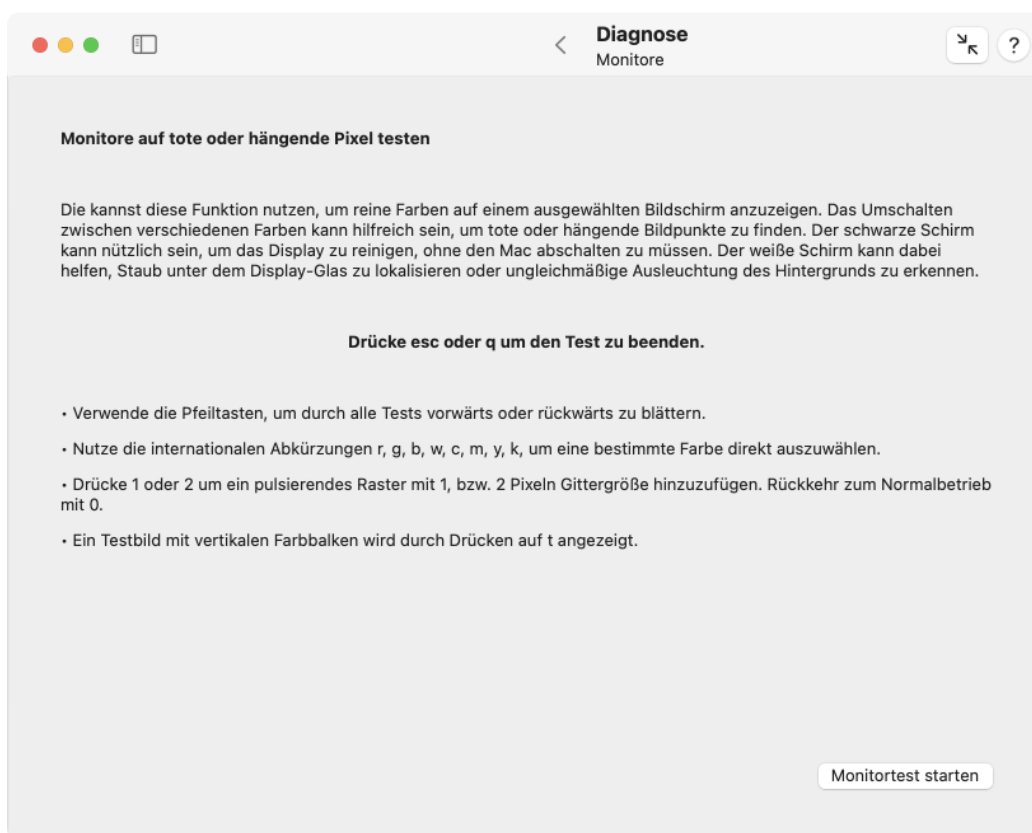 Diagnose
Monitore
?
Monitore auf tote oder hängende Pixel testen
Die kannst diese Funktion nutzen, um reine Farben auf einem ausgewählten Bildschirm anzuzeigen. Das Umschalten
zwischen verschiedenen Farben kann hilfreich sein, um tote oder hängende Bildpunkte zu finden. Der schwarze Schirm
kann nützlich sein, um das Display zu reinigen, ohne den Mac abschalten zu müssen. Der weiße Schirm kann dabei
helfen, Staub unter dem Display-Glas zu lokalisieren oder ungleichmäßige Ausleuchtung des Hintergrunds zu erkennen.
Drücke esc oder q um den Test zu beenden.
• Verwende die Pfeiltasten, um durch alle Tests vorwärts oder rückwärts zu blättern.
• Nutze die internationalen Abkürzungen r, g, b, w, c, m, y, k, um eine bestimmte Farbe direkt auszuwählen.
• Drücke 1 oder 2 um ein pulsierendes Raster mit 1, bzw. 2 Pixeln Gittergröße hinzuzufügen. Rückkehr zum Normalbetrieb
mit 0.
• Ein Testbild mit vertikalen Farbbalken wird durch Drücken auf t angezeigt.
Monitortest starten